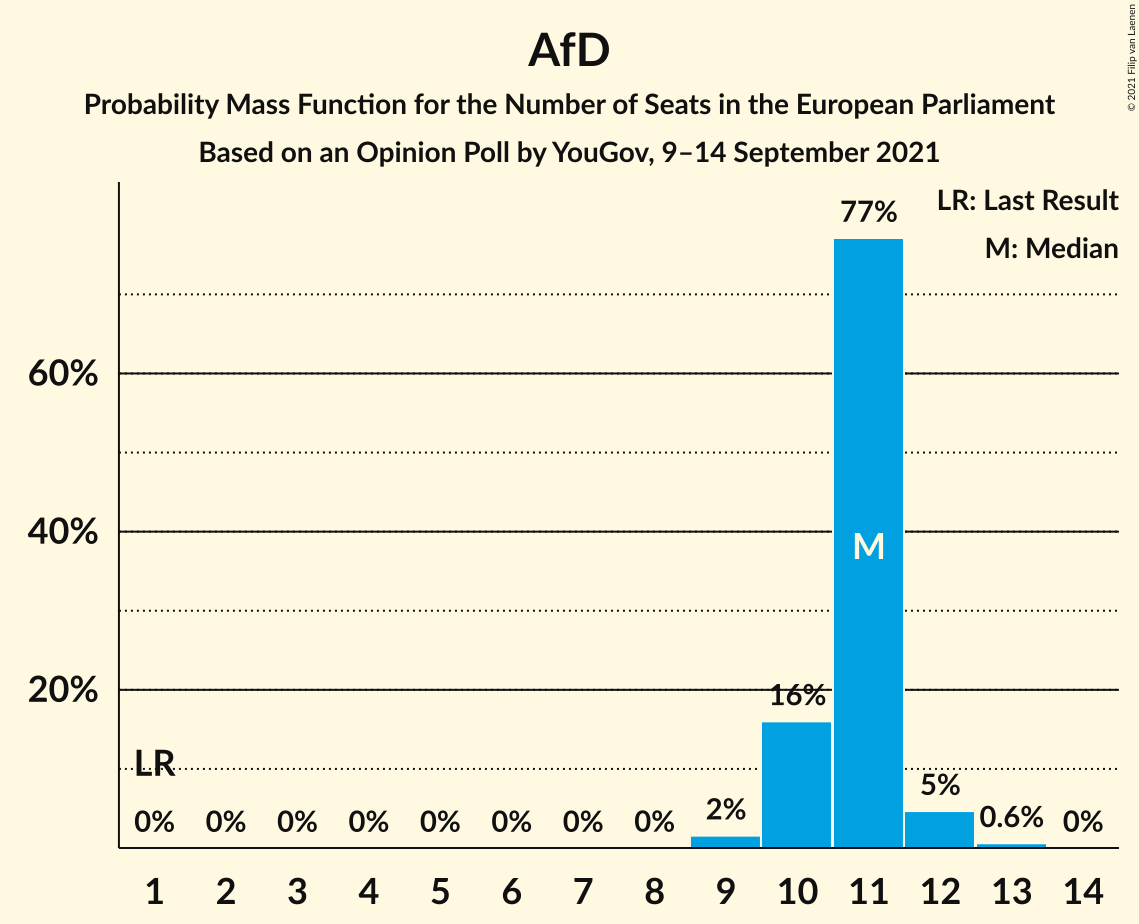 AfD
Probability Mass Function for the Number of Seats in the European Parliament
Based on an Opinion Poll by YouGov, 9–14 September 2021
© 2021 Filip van Laenen
LR: Last Result
M: Median
77%
60%
40%
M
20%
16%
LR
5%
2%
0.6%
0% 0% 0% 0% 0% 0% 0% 0% 0%
1 2 3 4 5 6 7 8 9 10 11 12 13 14